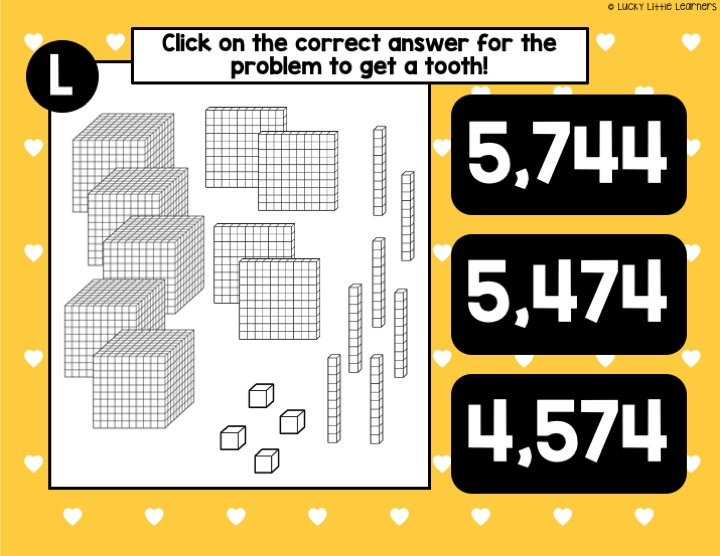 © Lucky Little Learners
Click on the correct answer for the
problem to get a tooth!
L
5,744
5,474
4,574